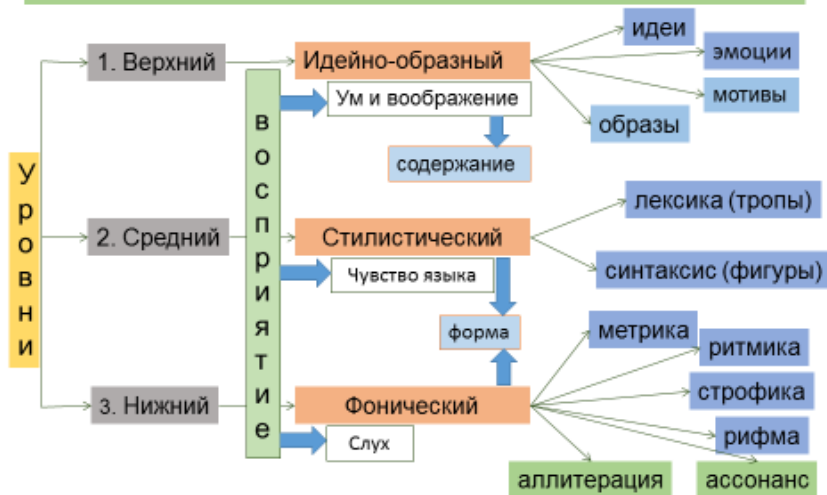 Уровни
восприятие
1. Верхний
Идейно-образный
Ум и воображение
содержание
идеи
эмоции
мотивы
образы
2. Средний
Стилистический
Чувство языка
форма
лексика (тропы)
синтаксис (фигуры)
3. Нижний
Фонический
Слух
метрика
ритмика
строфика
рифма
аллитерация
ассонанс